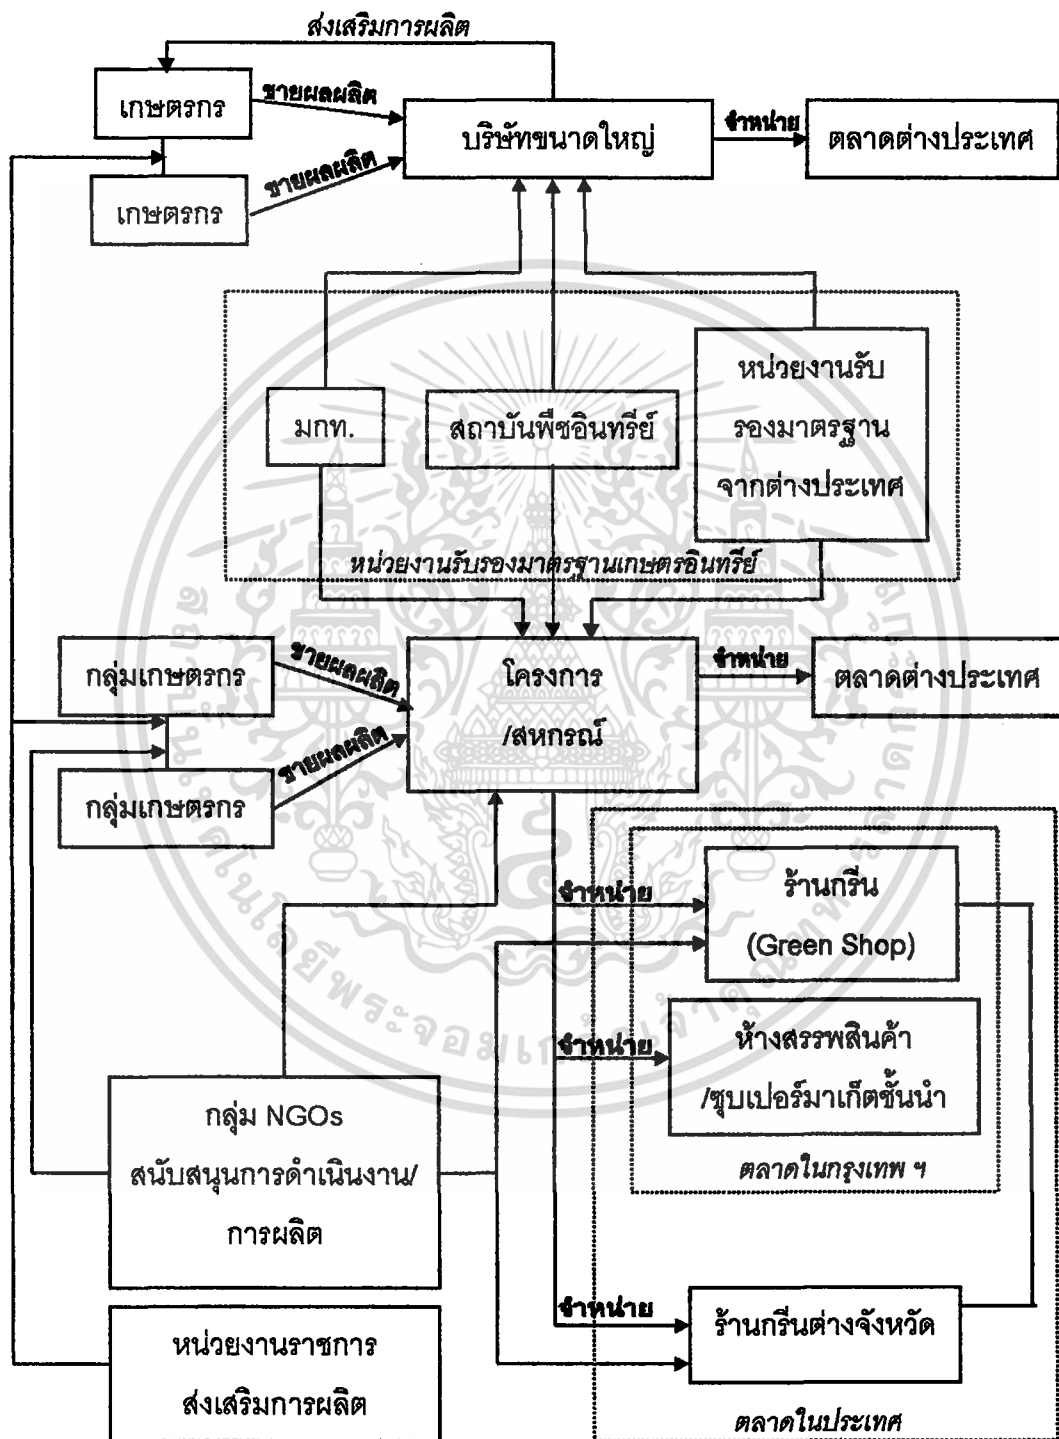 ส่งเสริมการผลิต
เกษตรกร
ขายผลผลิต
บริษัทขนาดใหญ่
จำหน่าย
ตลาดต่างประเทศ
ขายผลผลิต
เกษตรกร
มกท.
สถาบันพืชอินทรีย์
หน่วยงานรับ
รองมาตรฐาน
จากต่างประเทศ
หน่วยงานรับรองมาตรฐานเกษตรอินทรีย์
กลุ่มเกษตรกร
ขายผลผลิต
โครงการ
/สหกรณ์
จำหน่าย
ตลาดต่างประเทศ
ขายผลผลิต
กลุ่มเกษตรกร
จำหน่าย
ร้านกรีน
(Green Shop)
จำหน่าย
ห้างสรรพสินค้า
/ซุบเปอร์มาเก็ตชั้นนำ
ตลาดในกรุงเทพ ฯ
กลุ่ม NGOs
สนับสนุนการดำเนินงาน/
การผลิต
จำหน่าย
ร้านกรีนต่างจังหวัด
หน่วยงานราชการ
ส่งเสริมการผลิต
ตลาดในประเทศ